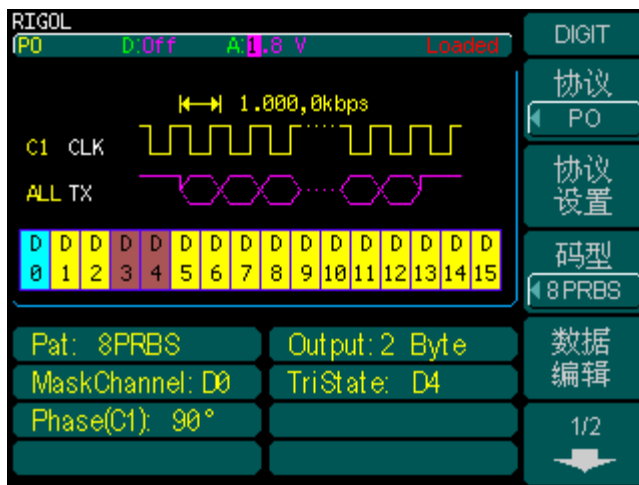 RIGOL
PO D:Off A:1.8 V Loaded
1.000,0kbps
C1 CLK
ALL TX
D D D D D D D D D D D D D D D D
0 1 2 3 4 5 6 7 8 9 10 11 12 13 14 15
Pat: 8PRBS Output: 2 Byte
MaskChannel: D0 TriState: D4
Phase(C1): 90°
DIGIT
协议
PO
协议
设置
码型
8PRBS
数据
编辑
1/2